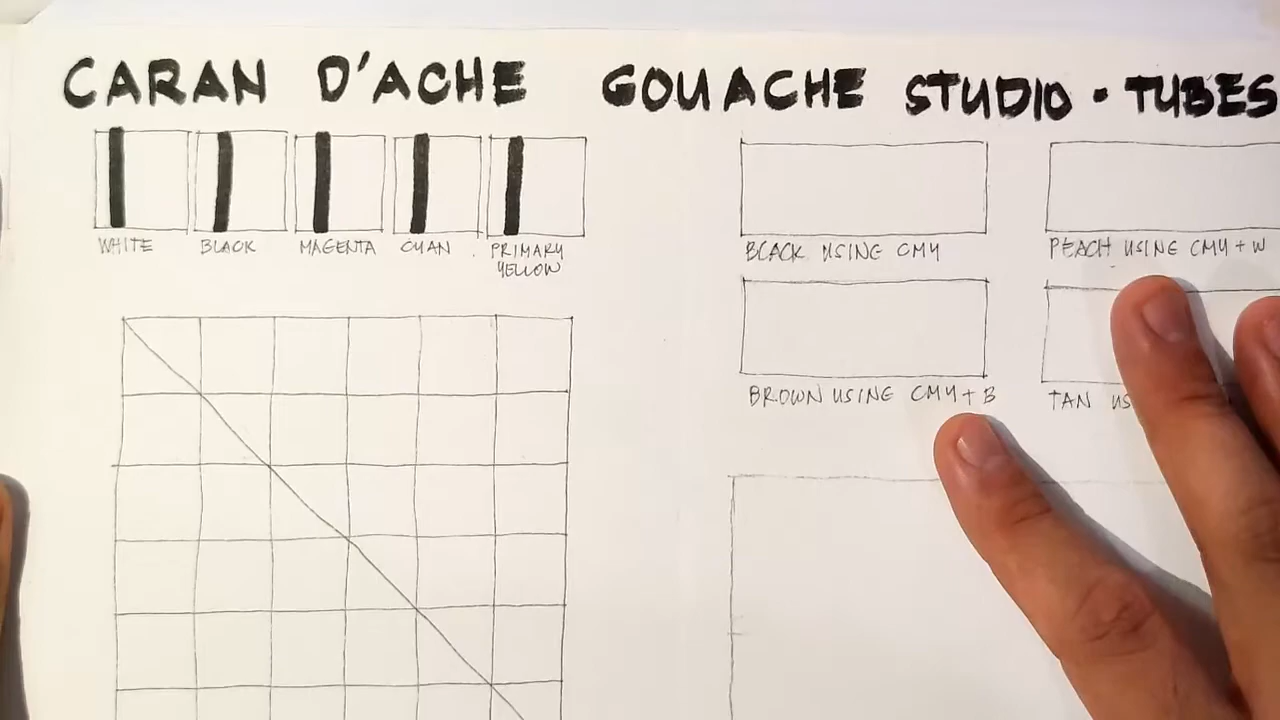 CARAN D'ACHE GOUACHE STUDIO · TUBES
WHITE
BLACK
MAGENTA
CYAN
PRIMARY
YELLOW
BLACK USING CMY
PEACH USING CMY + W
BROWN USING CMY + B
TAN